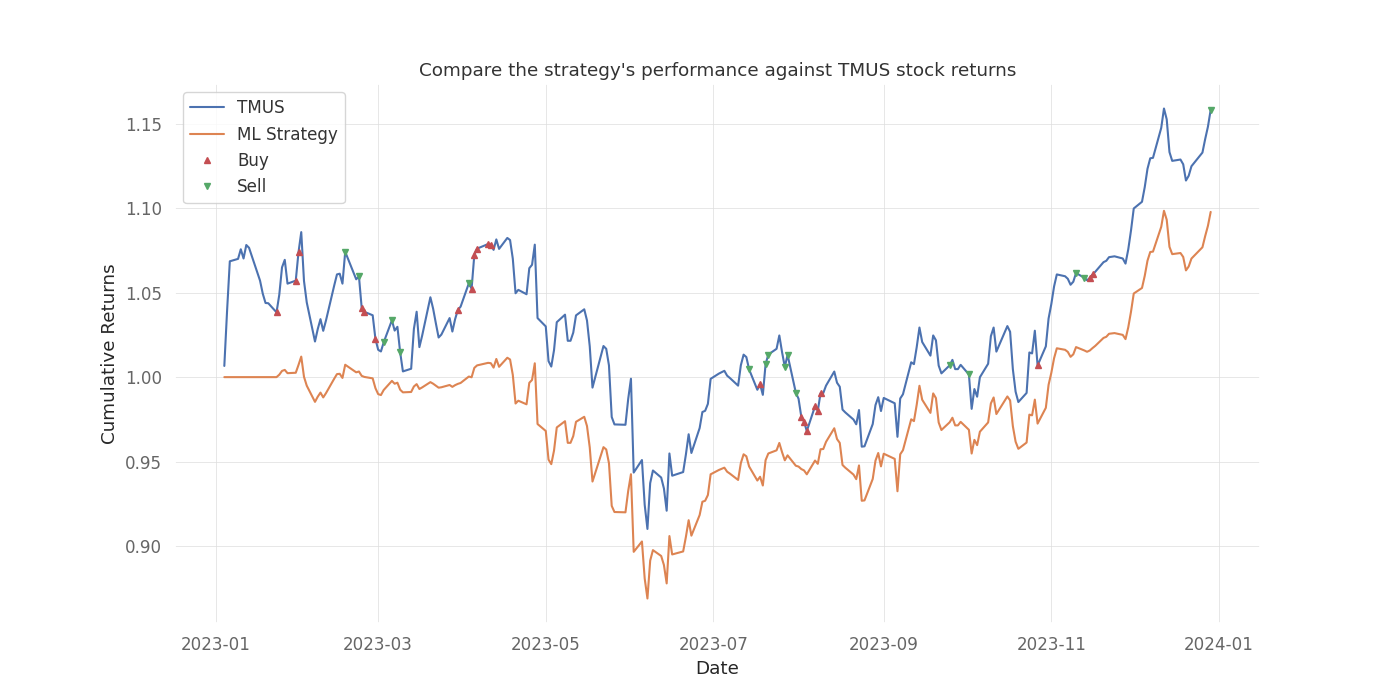 Compare the strategy's performance against TMUS stock returns
TMUS
ML Strategy
Buy
Sell
Cumulative Returns
1.15
1.10
1.05
1.00
0.95
0.90
2023-01
2023-03
2023-05
2023-07
2023-09
2023-11
2024-01
Date